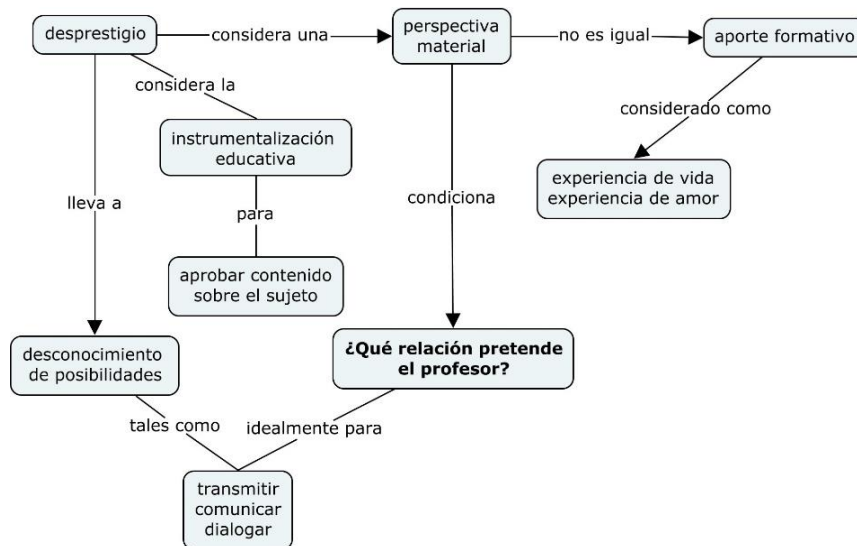 desprestigio
considera una
perspectiva
material
no es igual
aporte formativo
considera la
considerado como
instrumentalización
educativa
experiencia de vida
experiencia de amor
lleva a
condiciona
para
aprobar contenido
sobre el sujeto
desconocimiento
de posibilidades
¿Qué relación pretende
el profesor?
tales como
idealmente para
transmitir
comunicar
dialogar